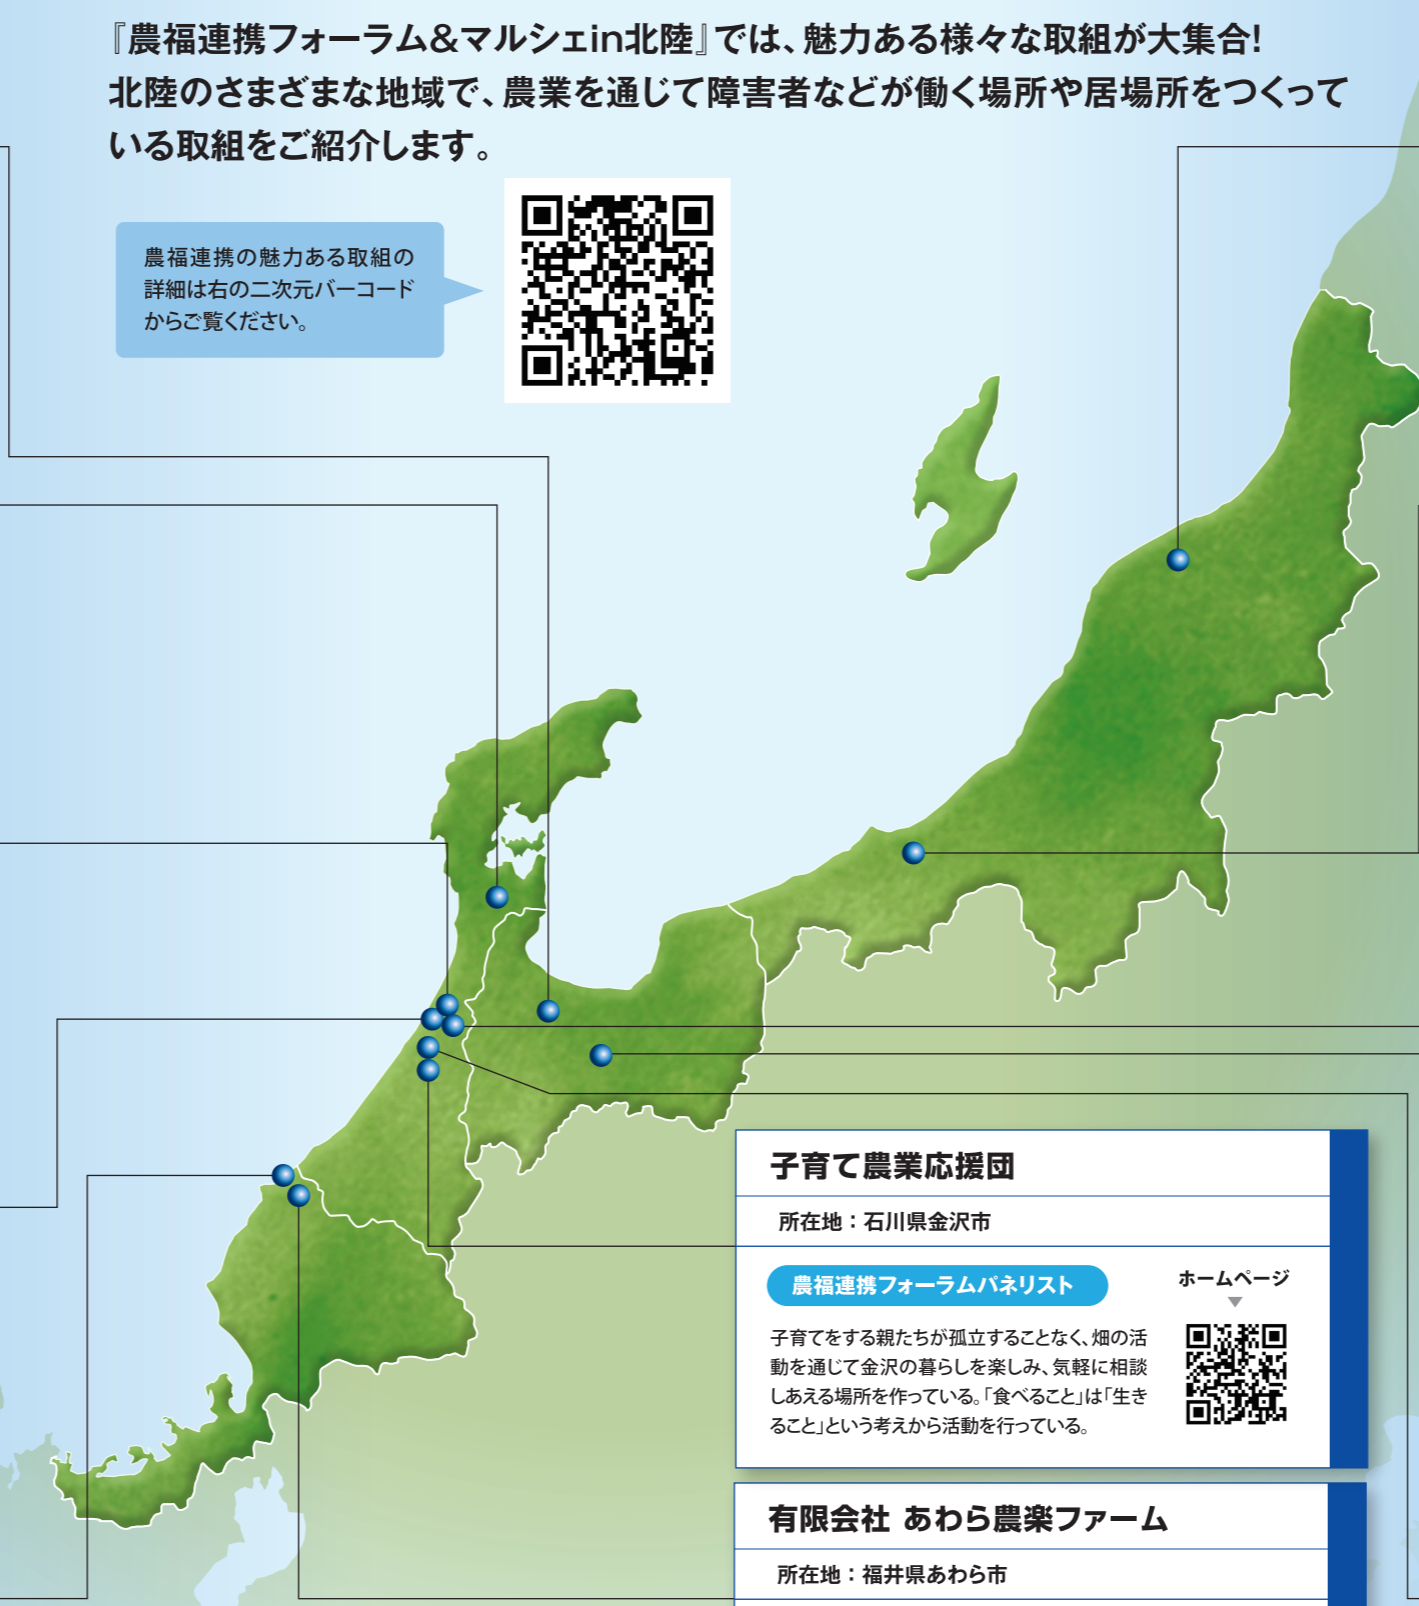 『農福連携フォーラム&マルシェin北陸』では、魅力ある様々な取組が大集合!
北陸のさまざまな地域で、農業を通じて障害者などが働く場所や居場所をつくって
いる取組をご紹介します。
農福連携の魅力ある取組の
詳細は右の二次元バーコード
からご覧ください。
子育て農業応援団
所在地：石川県金沢市
農福連携フォーラムパネリスト
ホームページ
子育てをする親たちが孤立することなく、畑の活
動を通じて金沢の暮らしを楽しみ、気軽に相談
しあえる場所を作っている。「食べること」は「生き
ること」という考えから活動を行っている。
有限会社 あわら農楽ファーム
所在地：福井県あわら市